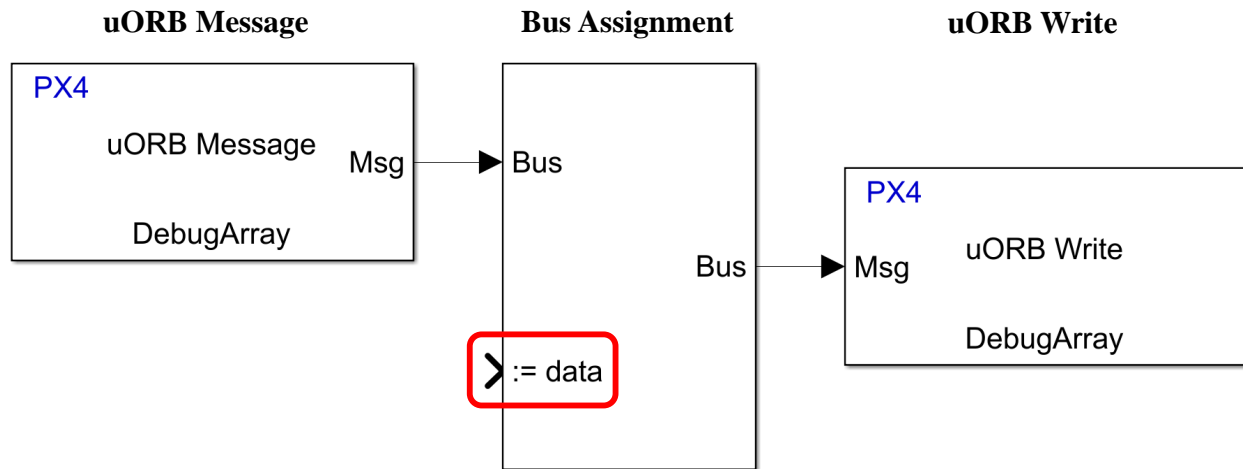 uORB Message
Bus Assignment
uORB Write
PX4
uORB Message
Msg
DebugArray
Bus
Bus
:= data
PX4
uORB Write
Msg
DebugArray